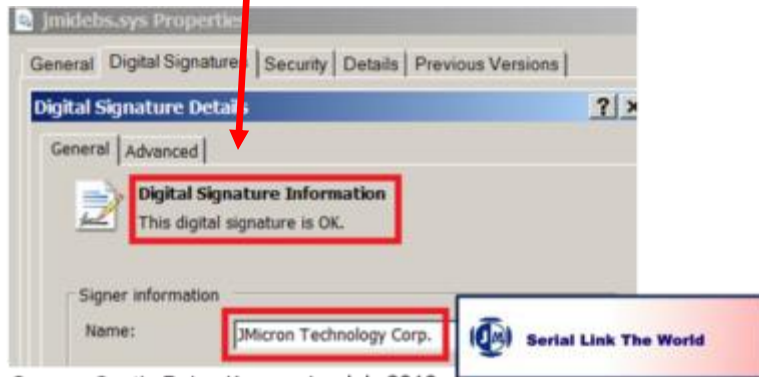 jmidebs.sys Properties
General Digital Signatures Security Details Previous Versions
Digital Signature Details
General Advanced
Digital Signature Information
This digital signature is OK.
Signer information
Name: JMicron Technology Corp.
JM Serial Link The World